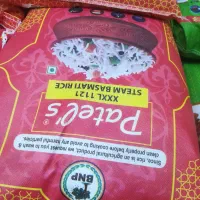 BNP
Since, rice is an agricultural product, we request you to wash &
clean properly before cooking to avoid any harmful particles.
Patel's
XXXL 1121
STEAM BASMATI RICE